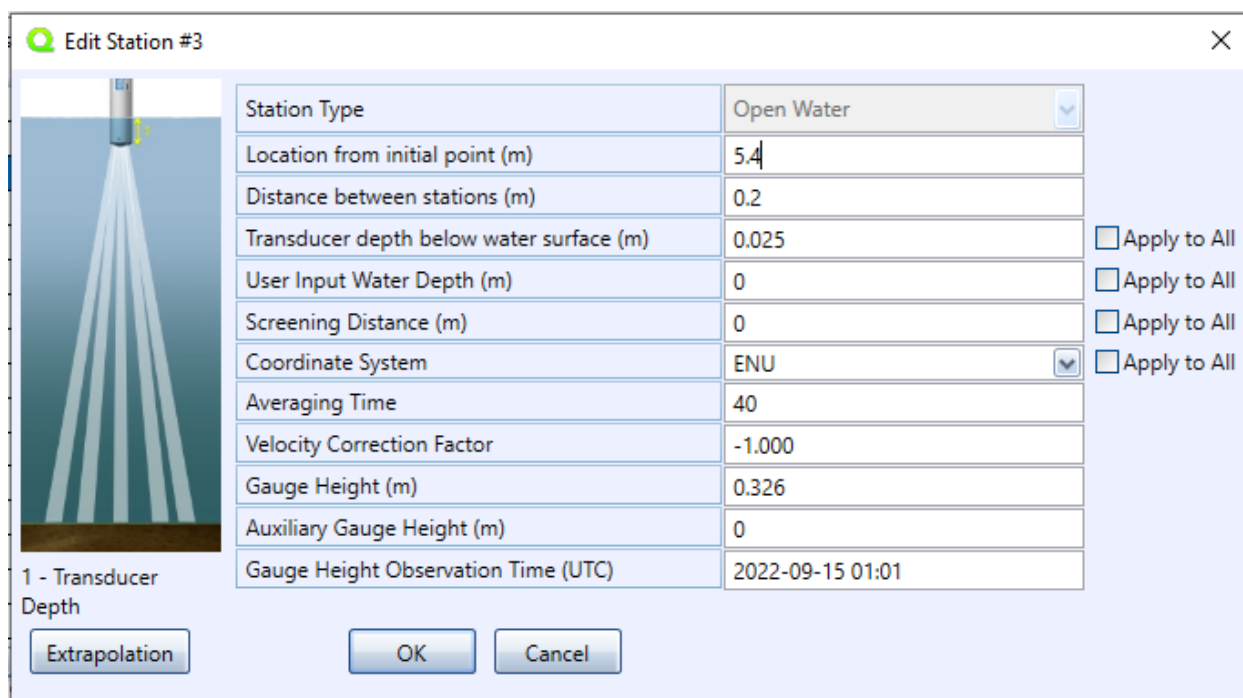 Edit Station #3
Station Type Open Water
Location from initial point (m) 5.4
Distance between stations (m) 0.2
Transducer depth below water surface (m) 0.025 Apply to All
User Input Water Depth (m) 0 Apply to All
Screening Distance (m) 0 Apply to All
Coordinate System ENU Apply to All
Averaging Time 40
Velocity Correction Factor -1.000
Gauge Height (m) 0.326
Auxiliary Gauge Height (m) 0
Gauge Height Observation Time (UTC) 2022-09-15 01:01
1
1 - Transducer
Depth
Extrapolation OK Cancel